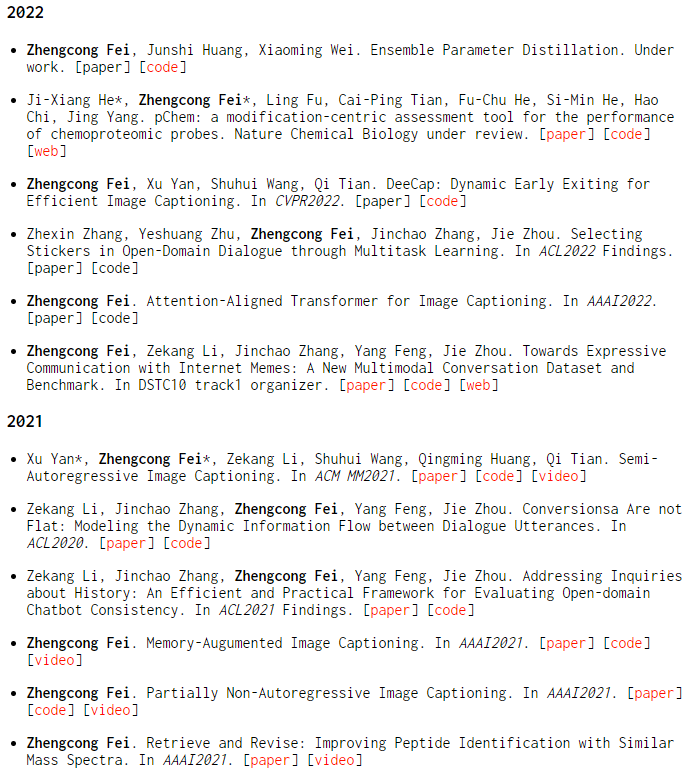 2022
Zhengcong Fei, Junshi Huang, Xiaoming Wei. Ensemble Parameter Distillation. Under
work. [paper] [code]
Ji-Xiang He*, Zhengcong Fei*, Ling Fu, Cai-Ping Tian, Fu-Chu He, Si-Min He, Hao
Chi, Jing Yang. pChem: a modification-centric assessment tool for the performance
of chemoproteomic probes. Nature Chemical Biology under review. [paper] [code]
[web]
Zhengcong Fei, Xu Yan, Shuhui Wang, Qi Tian. DeeCap: Dynamic Early Exiting for
Efficient Image Captioning. In CVPR2022. [paper] [code]
Zhexin Zhang, Yeshuang Zhu, Zhengcong Fei, Jinchao Zhang, Jie Zhou. Selecting
Stickers in Open-Domain Dialogue through Multitask Learning. In ACL2022 Findings.
[paper] [code]
Zhengcong Fei. Attention-Aligned Transformer for Image Captioning. In AAAI2022.
[paper] [code]
Zhengcong Fei, Zekang Li, Jinchao Zhang, Yang Feng, Jie Zhou. Towards Expressive
Communication with Internet Memes: A New Multimodal Conversation Dataset and
Benchmark. In DSTC10 track1 organizer. [paper] [code] [web]
2021
Xu Yan*, Zhengcong Fei*, Zekang Li, Shuhui Wang, Qingming Huang, Qi Tian. Semi-
Autoregressive Image Captioning. In ACM MM2021. [paper] [code] [video]
Zekang Li, Jinchao Zhang, Zhengcong Fei, Yang Feng, Jie Zhou. Conversionsa Are not
Flat: Modeling the Dynamic Information Flow between Dialogue Utterances. In
ACL2020. [paper] [code]
Zekang Li, Jinchao Zhang, Zhengcong Fei, Yang Feng, Jie Zhou. Addressing Inquiries
about History: An Efficient and Practical Framework for Evaluating Open-domain
Chatbot Consistency. In ACL2021 Findings. [paper] [code]
Zhengcong Fei. Memory-Augumented Image Captioning. In AAAI2021. [paper] [code]
[video]
Zhengcong Fei. Partially Non-Autoregressive Image Captioning. In AAAI2021. [paper]
[code] [video]
Zhengcong Fei. Retrieve and Revise: Improving Peptide Identification with Similar
Mass Spectra. In AAAI2021. [paper] [video]